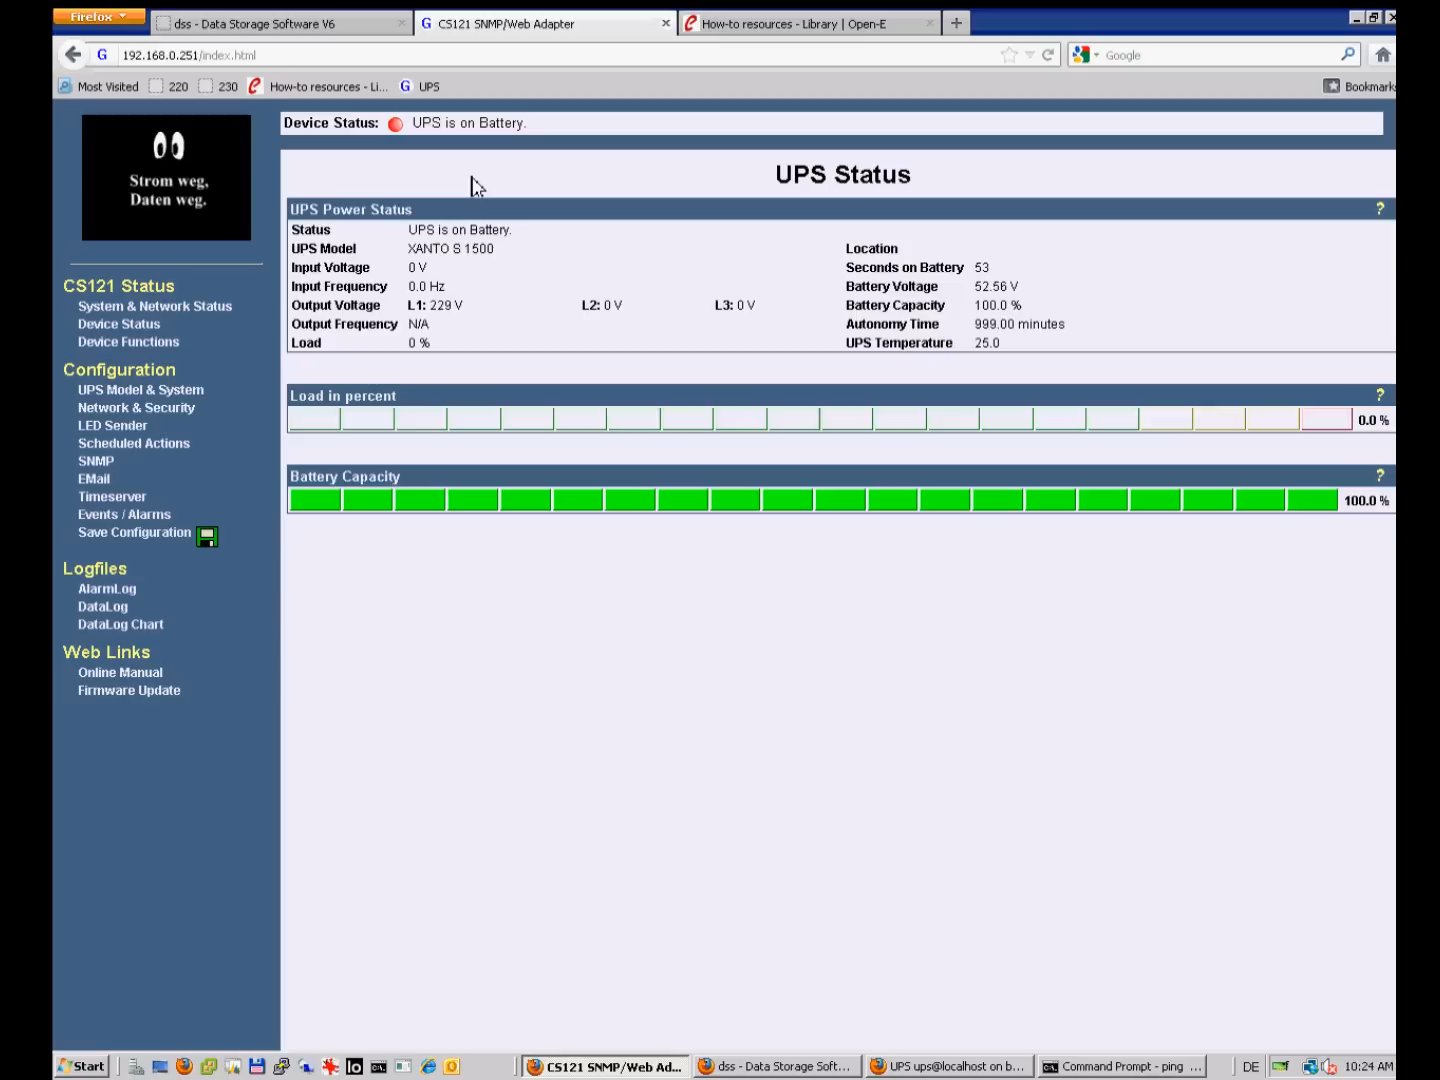 Firefox
dss - Data Storage Software V6
CS121 SNMP/Web Adapter
How-to resources - Library | Open-E
192.168.0.251/index.html
Google
Most Visited
220
230
How-to resources - Li...
UPS
Bookmarks
Strom weg,
Daten weg.
Device Status: UPS is on Battery.
UPS Status
UPS Power Status ?
Status UPS is on Battery.
UPS Model XANTO S 1500
Location
Input Voltage 0 V
Seconds on Battery 53
Input Frequency 0.0 Hz
Battery Voltage 52.56 V
Output Voltage L1: 229 V L2: 0 V L3: 0 V
Battery Capacity 100.0 %
Output Frequency N/A
Autonomy Time 999.00 minutes
Load 0 %
UPS Temperature 25.0
Load in percent ?
0.0 %
Battery Capacity ?
100.0 %
CS121 Status
System & Network Status
Device Status
Device Functions
Configuration
UPS Model & System
Network & Security
LED Sender
Scheduled Actions
SNMP
EMail
Timeserver
Events / Alarms
Save Configuration
Logfiles
AlarmLog
DataLog
DataLog Chart
Web Links
Online Manual
Firmware Update
Start
CS121 SNMP/Web Ad...
dss - Data Storage Soft...
UPS ups@localhost on b...
Command Prompt - ping ...
DE
10:24 AM